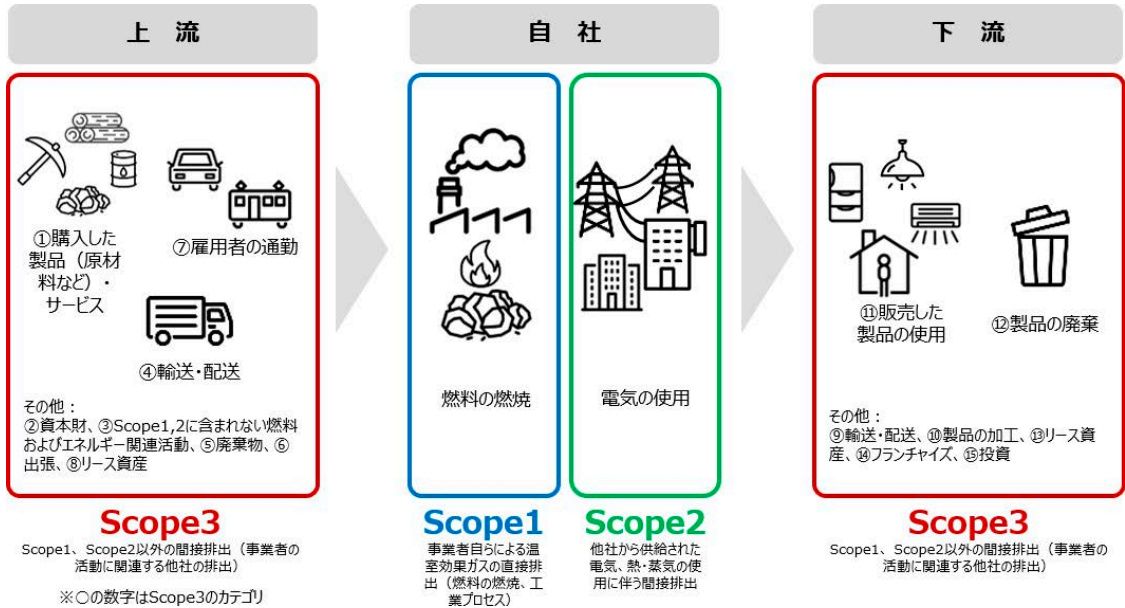 上 流
①購入した
製品（原材
料など）・
サービス
⑦雇用者の通勤
④輸送・配送
その他：
②資本財、③Scope1,2に含まれない燃料
およびエネルギー関連活動、⑤廃棄物、⑥
出張、⑧リース資産
Scope3
Scope1、Scope2以外の間接排出（事業者の
活動に関連する他社の排出）
※○の数字はScope3のカテゴリ
自 社
燃料の燃焼
Scope1
事業者自らによる温
室効果ガスの直接排
出（燃料の燃焼、工
業プロセス）
電気の使用
Scope2
他社から供給された
電気、熱・蒸気の使
用に伴う間接排出
下 流
⑪販売した
製品の使用
⑫製品の廃棄
その他：
⑨輸送・配送、⑩製品の加工、⑬リース資
産、⑭フランチャイズ、⑮投資
Scope3
Scope1、Scope2以外の間接排出（事業者の
活動に関連する他社の排出）